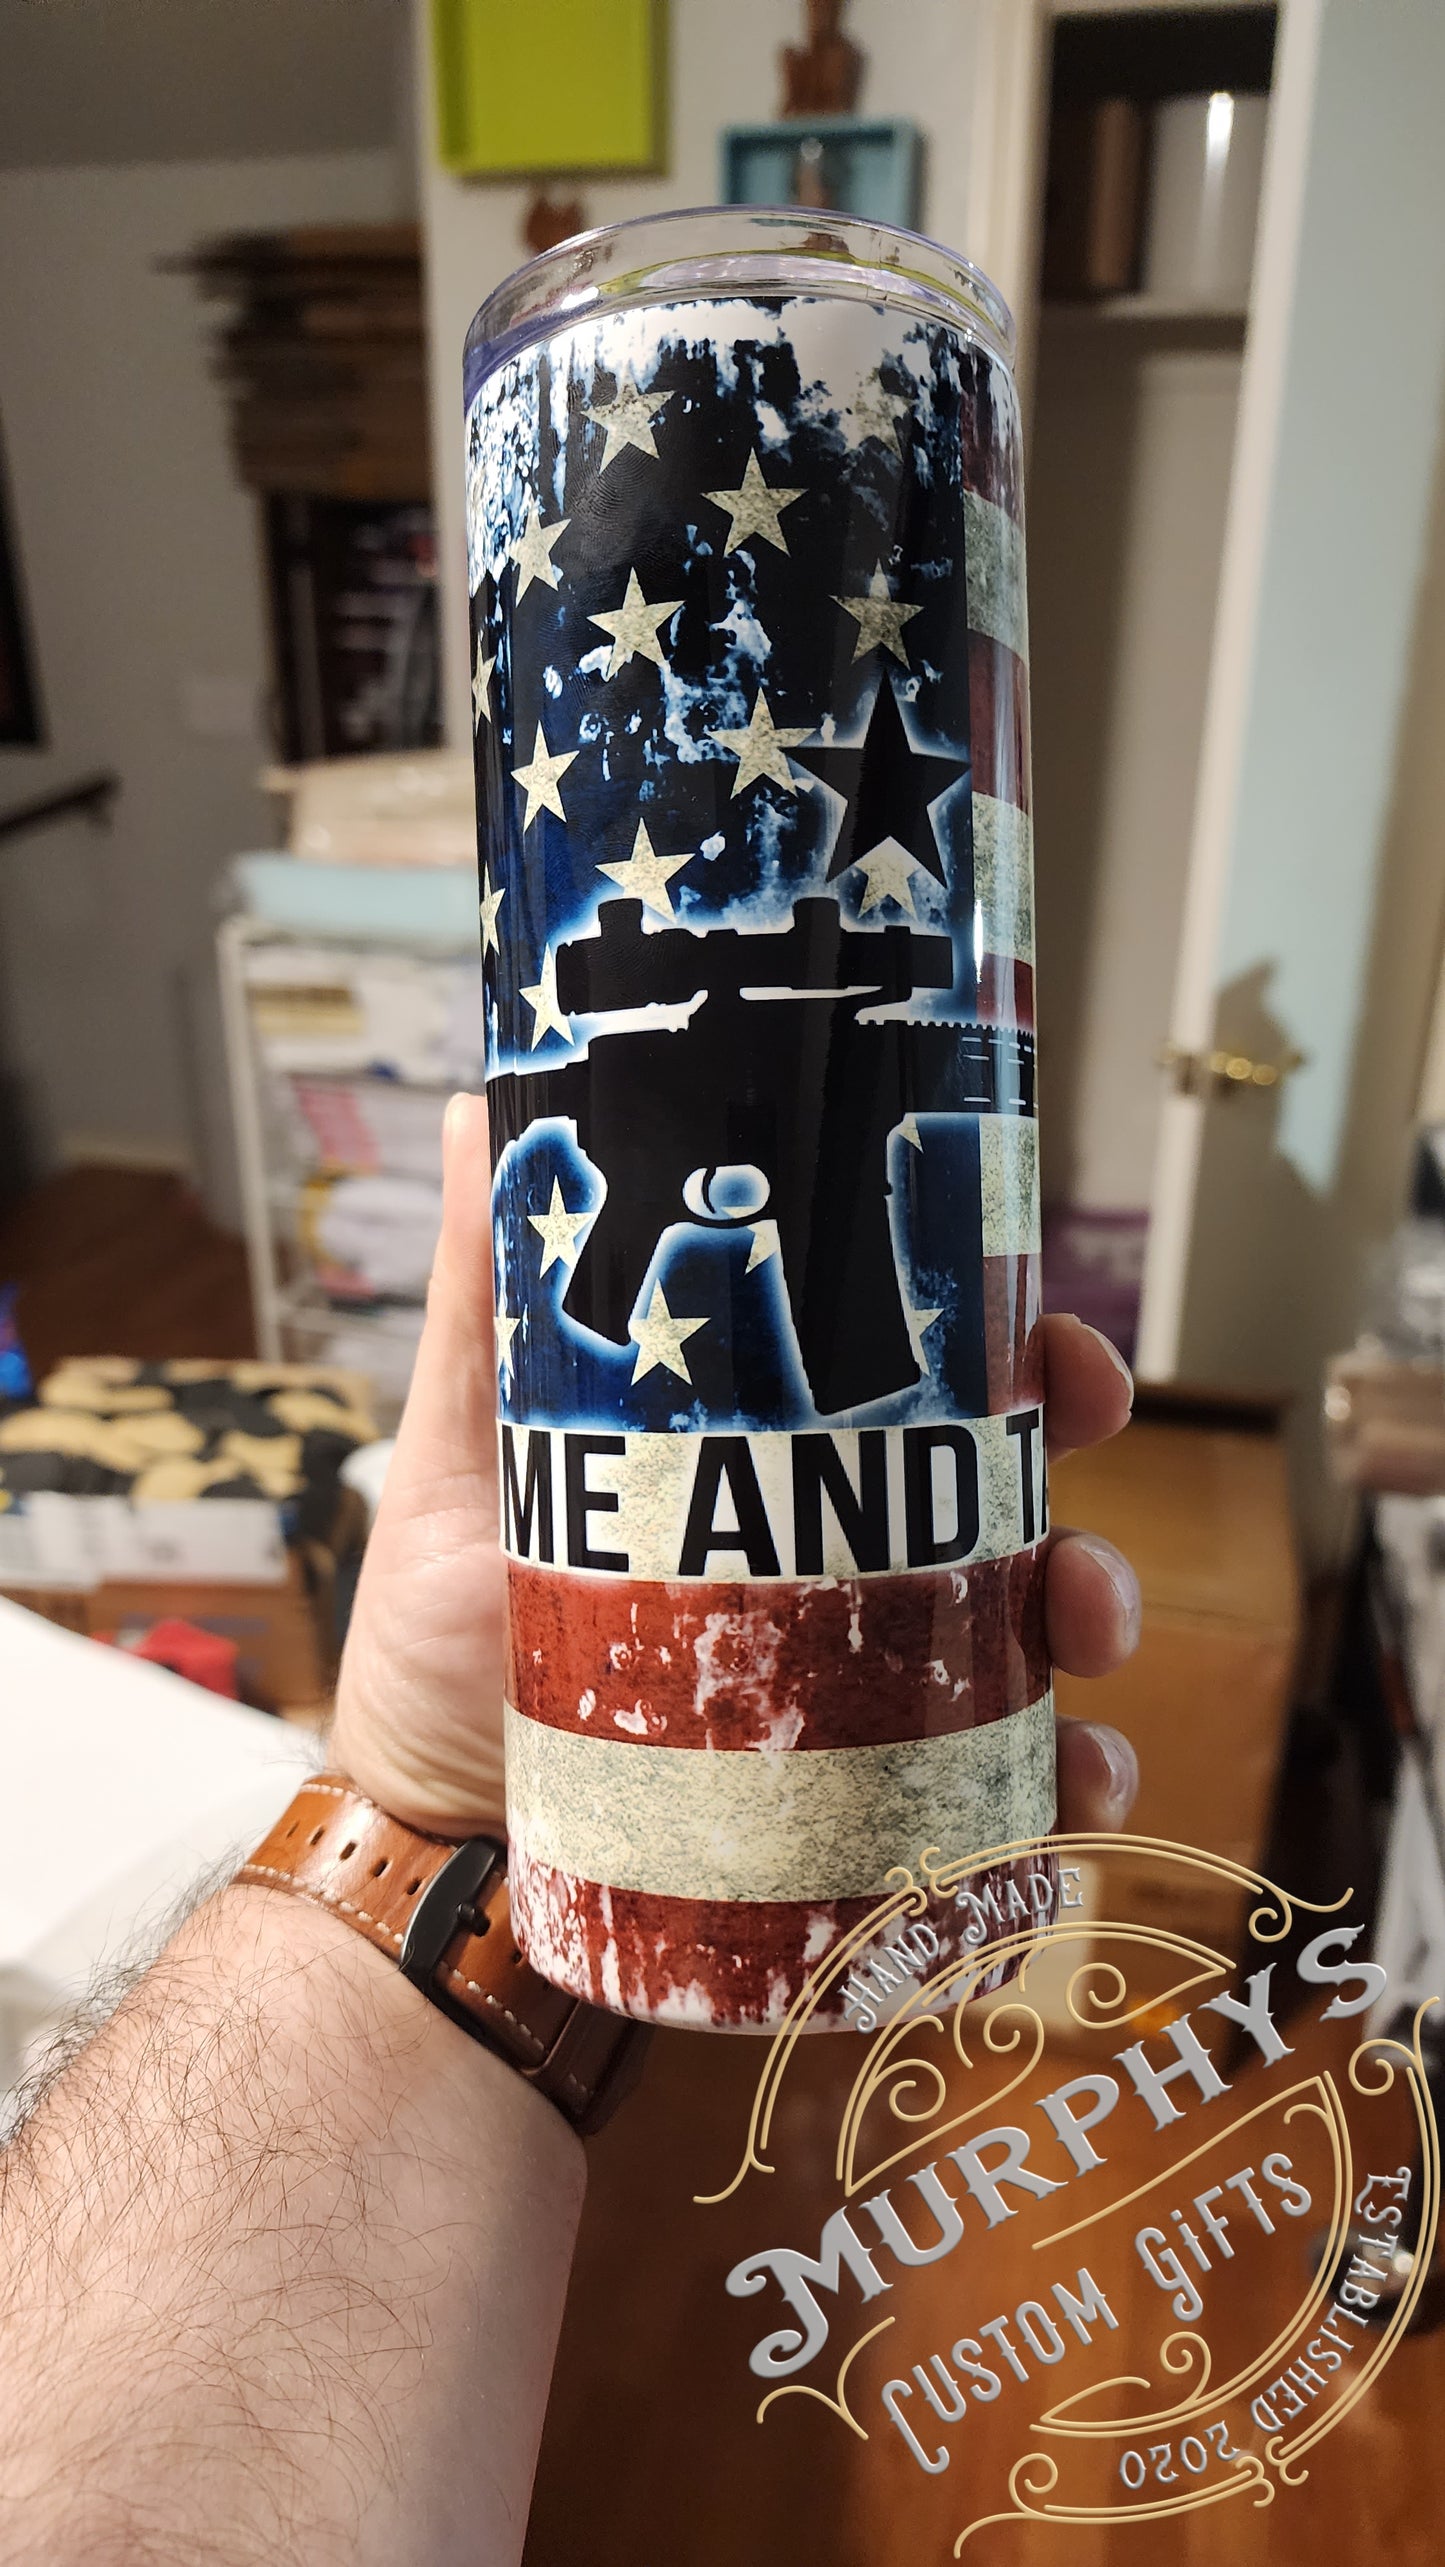 ME AND TA
HAND MADE
MURPHYS
CUSTOM GIFTS
ESTABLISHED 2020